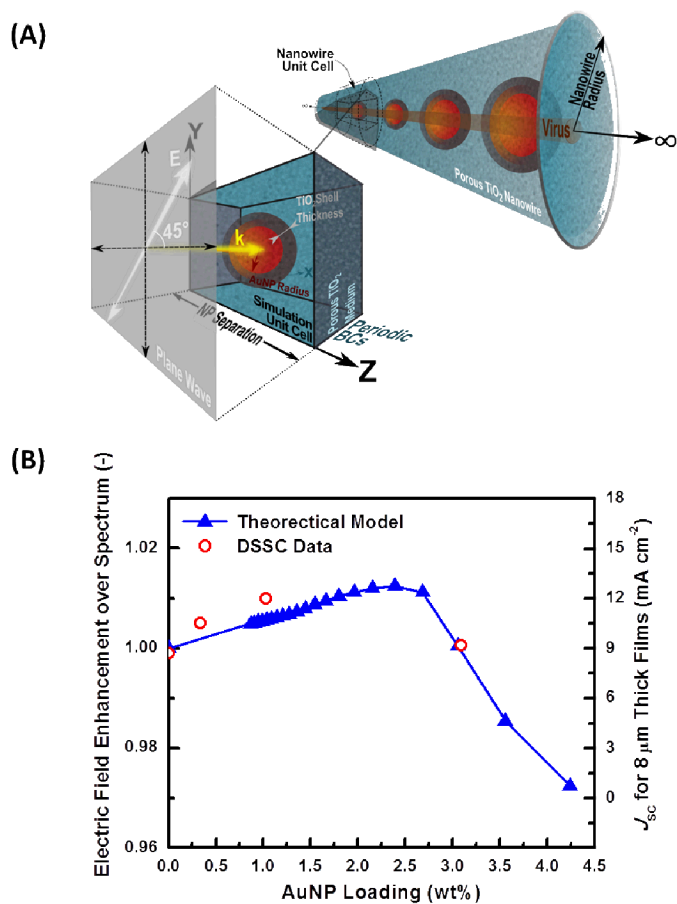 (A)
Nanowire
Unit Cell
Nanowire
Radius
Virus
∞
Porous TiO2 Nanowire
Y
E
45°
k
TiO2 Shell
Thickness
X
AuNP Radius
Simulation
Unit Cell
Porous TiO2
Medium
Periodic
BCs
NP Separation
Plane Wave
Z
(B)
Electric Field Enhancement over Spectrum (-)
1.02
1.00
0.98
0.96
Theorectical Model
DSSC Data
18
15
12
9
6
3
0
Jsc for 8 μm Thick Films (mA cm-2)
0.0 0.5 1.0 1.5 2.0 2.5 3.0 3.5 4.0 4.5
AuNP Loading (wt%)